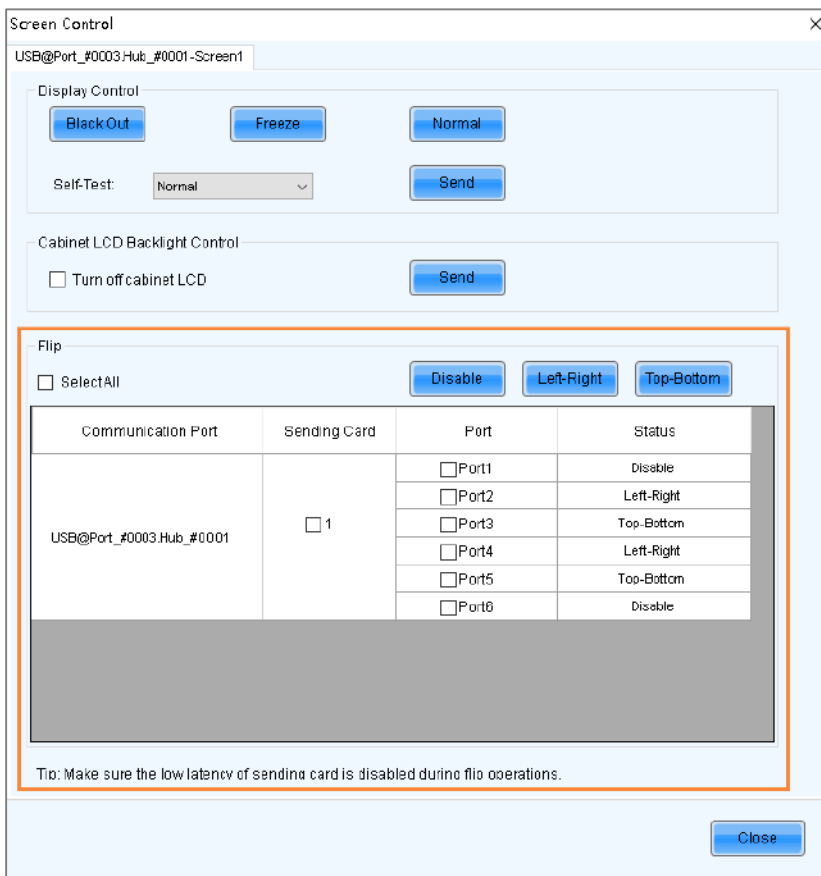 Screen Control
USB@Port_#0003.Hub_#0001-Screen1
Display Control
Black Out Freeze Normal
Self-Test: Normal Send
Cabinet LCD Backlight Control
Turn off cabinet LCD Send
Flip
Select All Disable Left-Right Top-Bottom
Communication Port Sending Card Port Status
Port1 Disable
Port2 Left-Right
USB@Port_#0003.Hub_#0001 1 Port3 Top-Bottom
Port4 Left-Right
Port5 Top-Bottom
Port6 Disable
Tip: Make sure the low latency of sending card is disabled during flip operations.
Close